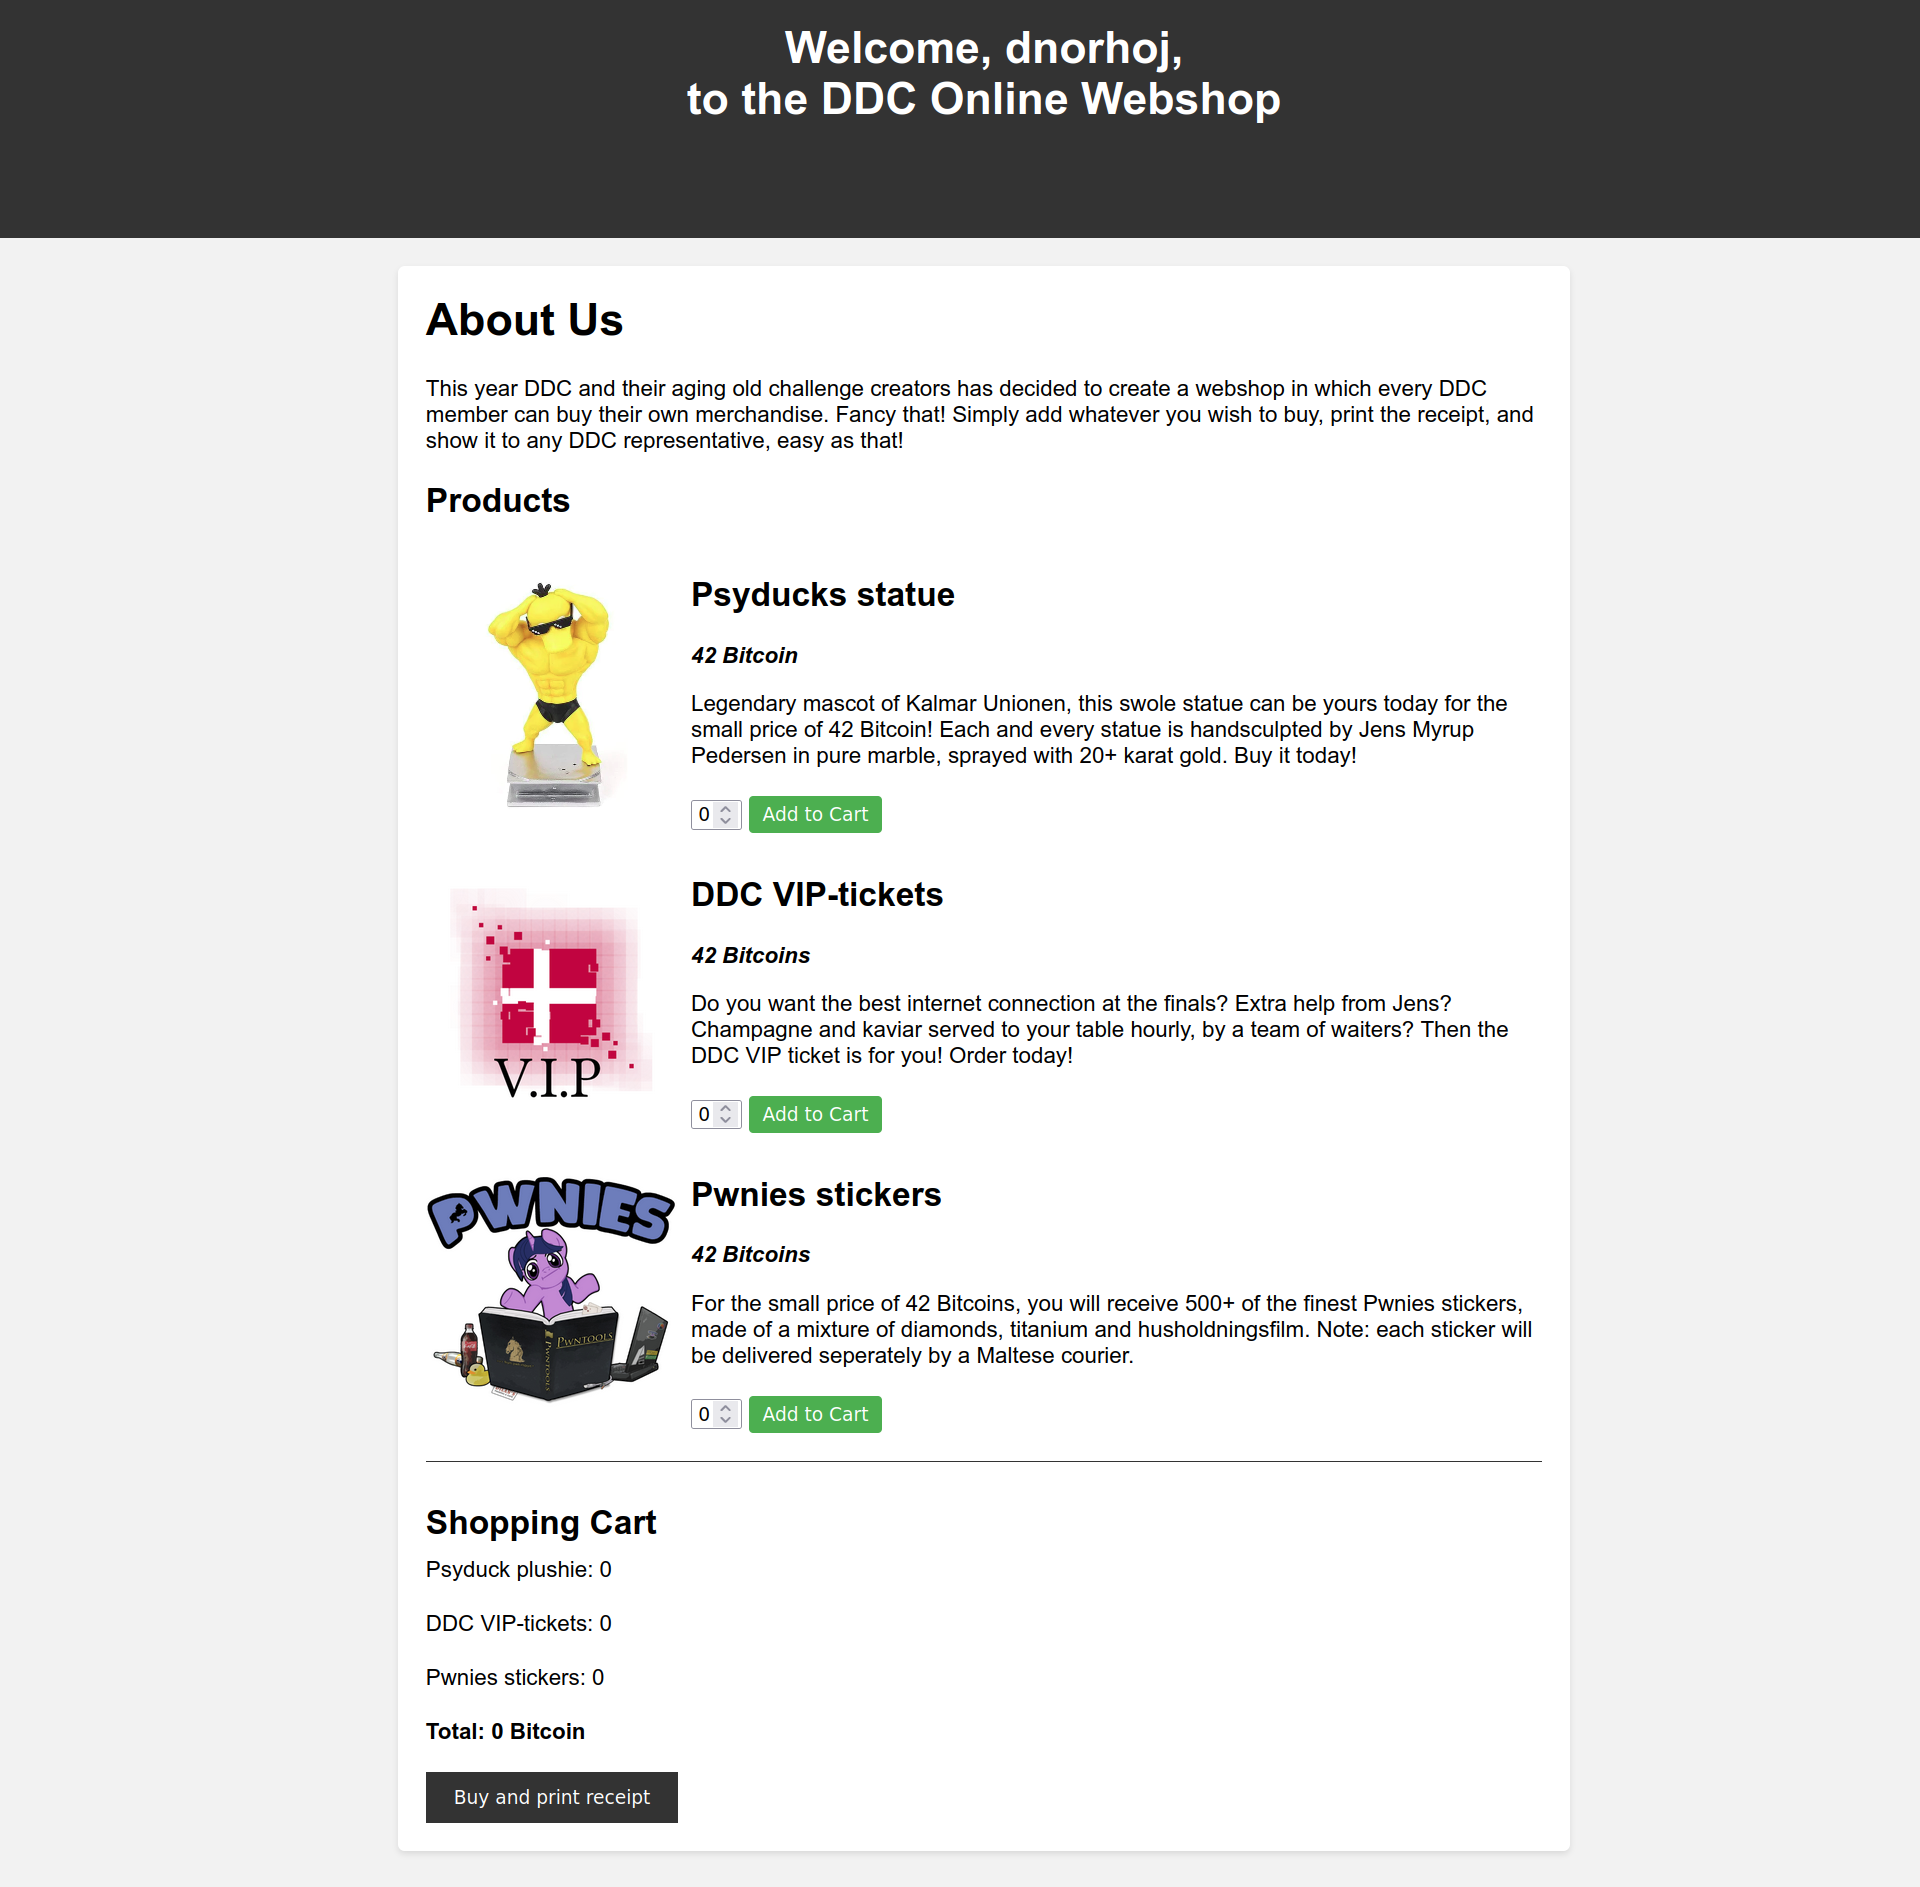 Welcome, dnorhoj,
to the DDC Online Webshop
About Us
This year DDC and their aging old challenge creators has decided to create a webshop in which every DDC
member can buy their own merchandise. Fancy that! Simply add whatever you wish to buy, print the receipt, and
show it to any DDC representative, easy as that!
Products
Psyducks statue
42 Bitcoin
Legendary mascot of Kalmar Unionen, this swole statue can be yours today for the
small price of 42 Bitcoin! Each and every statue is handsculpted by Jens Myrup
Pedersen in pure marble, sprayed with 20+ karat gold. Buy it today!
0 Add to Cart
V.I.P
DDC VIP-tickets
42 Bitcoins
Do you want the best internet connection at the finals? Extra help from Jens?
Champagne and kaviar served to your table hourly, by a team of waiters? Then the
DDC VIP ticket is for you! Order today!
0 Add to Cart
PWNIES
PWNTOOLS
PWNTOOLS
Pwnies stickers
42 Bitcoins
For the small price of 42 Bitcoins, you will receive 500+ of the finest Pwnies stickers,
made of a mixture of diamonds, titanium and husholdningsfilm. Note: each sticker will
be delivered seperately by a Maltese courier.
0 Add to Cart
Shopping Cart
Psyduck plushie: 0
DDC VIP-tickets: 0
Pwnies stickers: 0
Total: 0 Bitcoin
Buy and print receipt